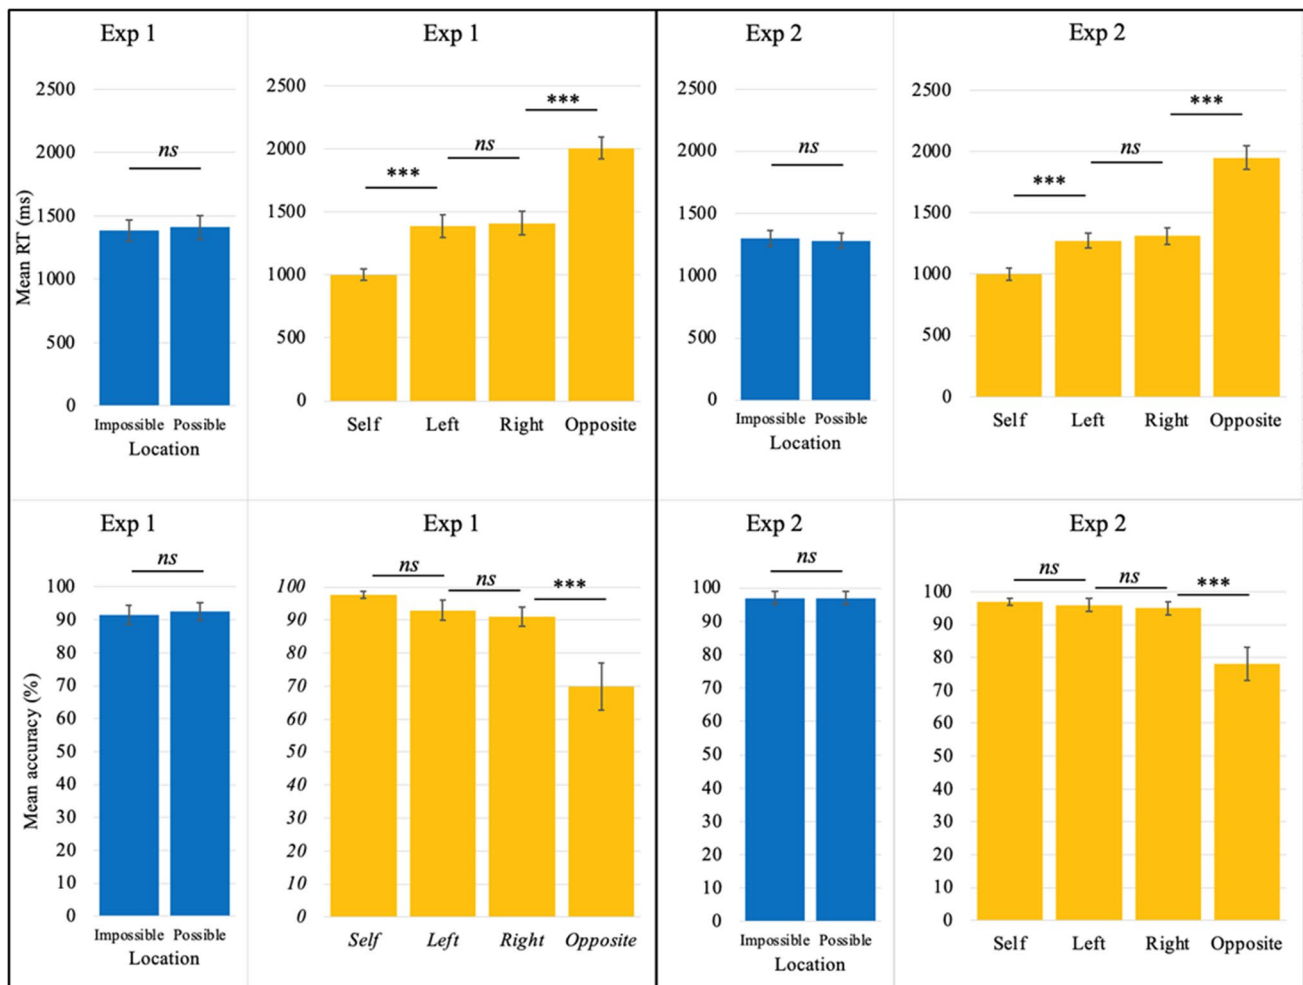 Exp 1
Mean RT (ms)
2500
2000
1500
1000
500
0
ns
Impossible Possible
Location
Exp 1
2500
2000
1500
1000
500
0
***
ns
***
Self Left Right Opposite
Exp 2
2500
2000
1500
1000
500
0
ns
Impossible Possible
Location
Exp 2
2500
2000
1500
1000
500
0
***
ns
***
Self Left Right Opposite
Exp 1
Mean accuracy (%)
100
90
80
70
60
50
40
30
20
10
0
ns
Impossible Possible
Location
Exp 1
100
90
80
70
60
50
40
30
20
10
0
ns
ns
***
Self Left Right Opposite
Exp 2
100
90
80
70
60
50
40
30
20
10
0
ns
Impossible Possible
Location
Exp 2
100
90
80
70
60
50
40
30
20
10
0
ns
ns
***
Self Left Right Opposite